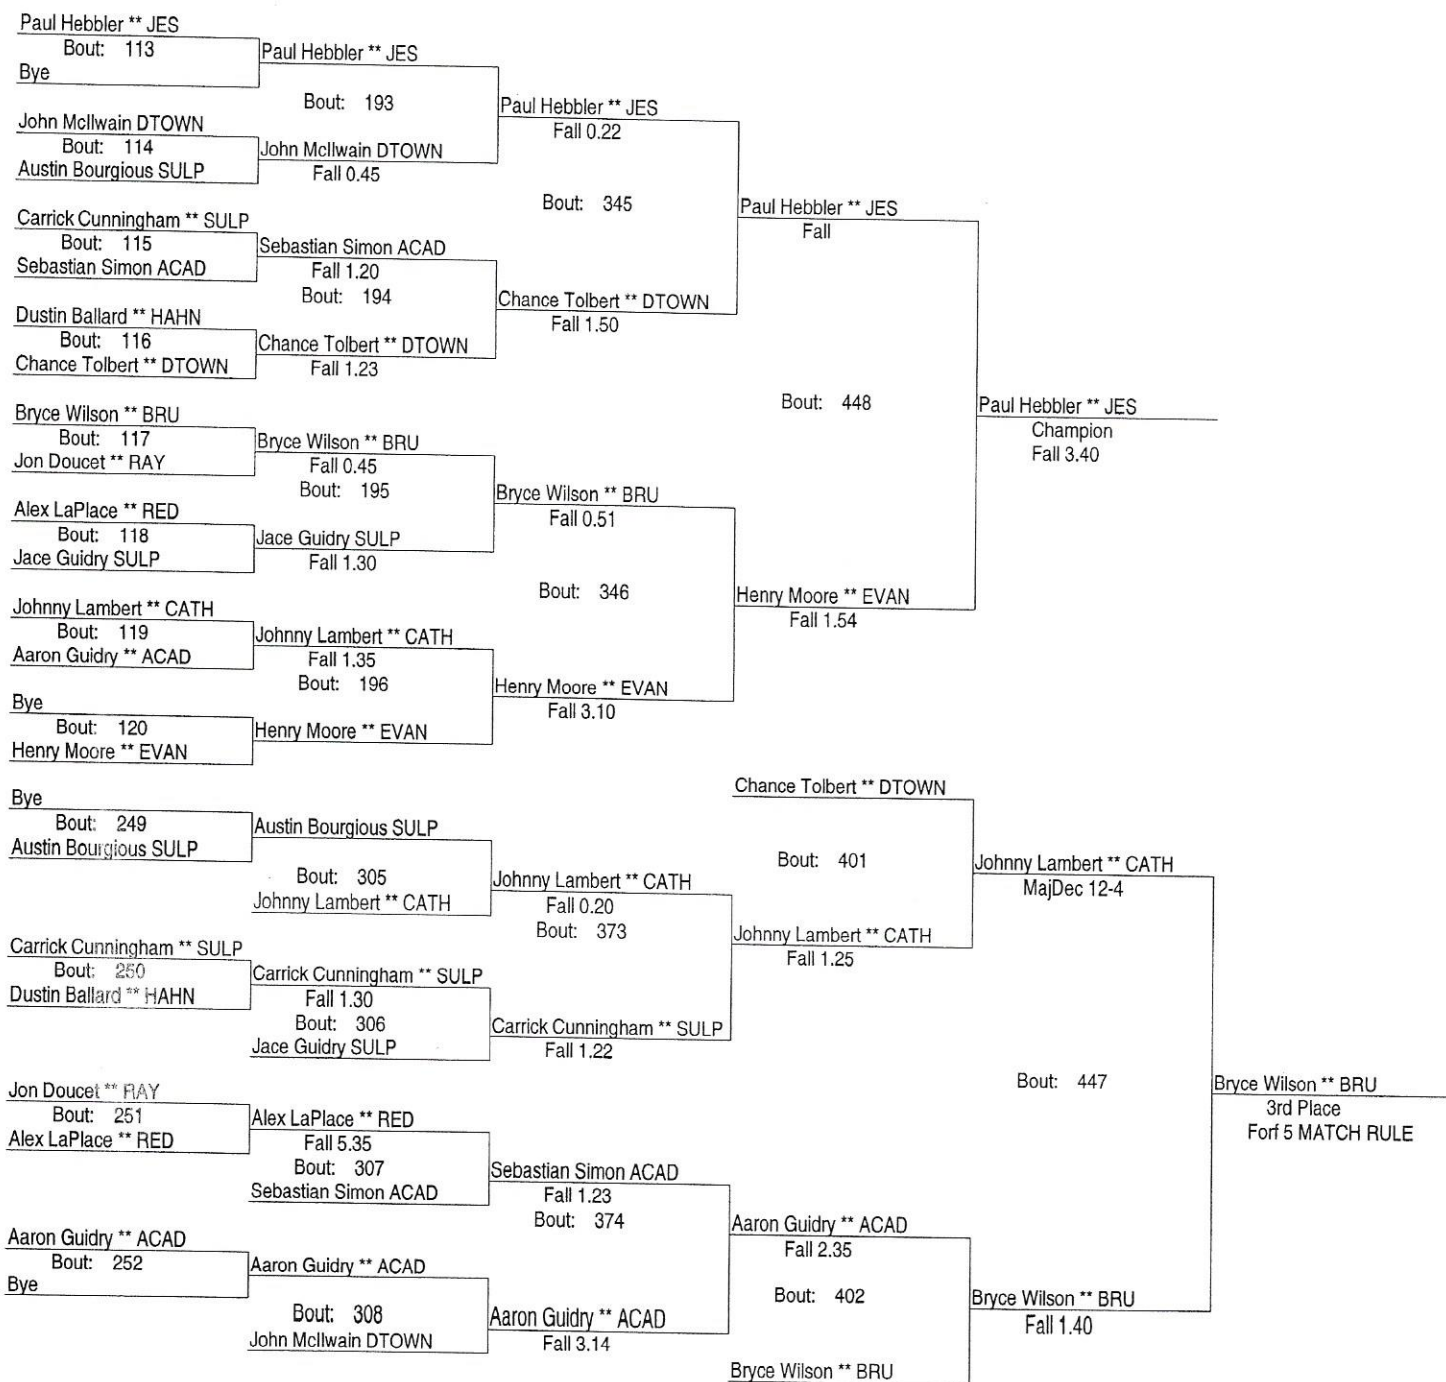 Paul Hebbler ** JES
Bout: 113
Bye
Paul Hebbler ** JES
Bout: 193
John McIlwain DTOWN
Bout: 114
Austin Bourgious SULP
John McIlwain DTOWN
Fall 0.45
Paul Hebbler ** JES
Fall 0.22
Bout: 345
Carrick Cunningham ** SULP
Bout: 115
Sebastian Simon ACAD
Sebastian Simon ACAD
Fall 1.20
Bout: 194
Dustin Ballard ** HAHN
Bout: 116
Chance Tolbert ** DTOWN
Chance Tolbert ** DTOWN
Fall 1.23
Chance Tolbert ** DTOWN
Fall 1.50
Paul Hebbler ** JES
Fall
Bout: 448
Bryce Wilson ** BRU
Bout: 117
Jon Doucet ** RAY
Bryce Wilson ** BRU
Fall 0.45
Bout: 195
Alex LaPlace ** RED
Bout: 118
Jace Guidry SULP
Jace Guidry SULP
Fall 1.30
Bryce Wilson ** BRU
Fall 0.51
Bout: 346
Johnny Lambert ** CATH
Bout: 119
Aaron Guidry ** ACAD
Johnny Lambert ** CATH
Fall 1.35
Bout: 196
Bye
Bout: 120
Henry Moore ** EVAN
Henry Moore ** EVAN
Henry Moore ** EVAN
Fall 3.10
Henry Moore ** EVAN
Fall 1.54
Paul Hebbler ** JES
Champion
Fall 3.40
Bye
Bout: 249
Austin Bourgious SULP
Austin Bourgious SULP
Bout: 305
Johnny Lambert ** CATH
Johnny Lambert ** CATH
Fall 0.20
Bout: 373
Carrick Cunningham ** SULP
Bout: 250
Dustin Ballard ** HAHN
Carrick Cunningham ** SULP
Fall 1.30
Bout: 306
Jace Guidry SULP
Carrick Cunningham ** SULP
Fall 1.22
Chance Tolbert ** DTOWN
Bout: 401
Johnny Lambert ** CATH
Fall 1.25
Johnny Lambert ** CATH
MajDec 12-4
Bout: 447
Jon Doucet ** RAY
Bout: 251
Alex LaPlace ** RED
Alex LaPlace ** RED
Fall 5.35
Bout: 307
Sebastian Simon ACAD
Sebastian Simon ACAD
Fall 1.23
Bout: 374
Aaron Guidry ** ACAD
Bout: 252
Bye
Aaron Guidry ** ACAD
Bout: 308
John McIlwain DTOWN
Aaron Guidry ** ACAD
Fall 3.14
Aaron Guidry ** ACAD
Fall 2.35
Bout: 402
Bryce Wilson ** BRU
Bryce Wilson ** BRU
Fall 1.40
Bryce Wilson ** BRU
3rd Place
Forf 5 MATCH RULE